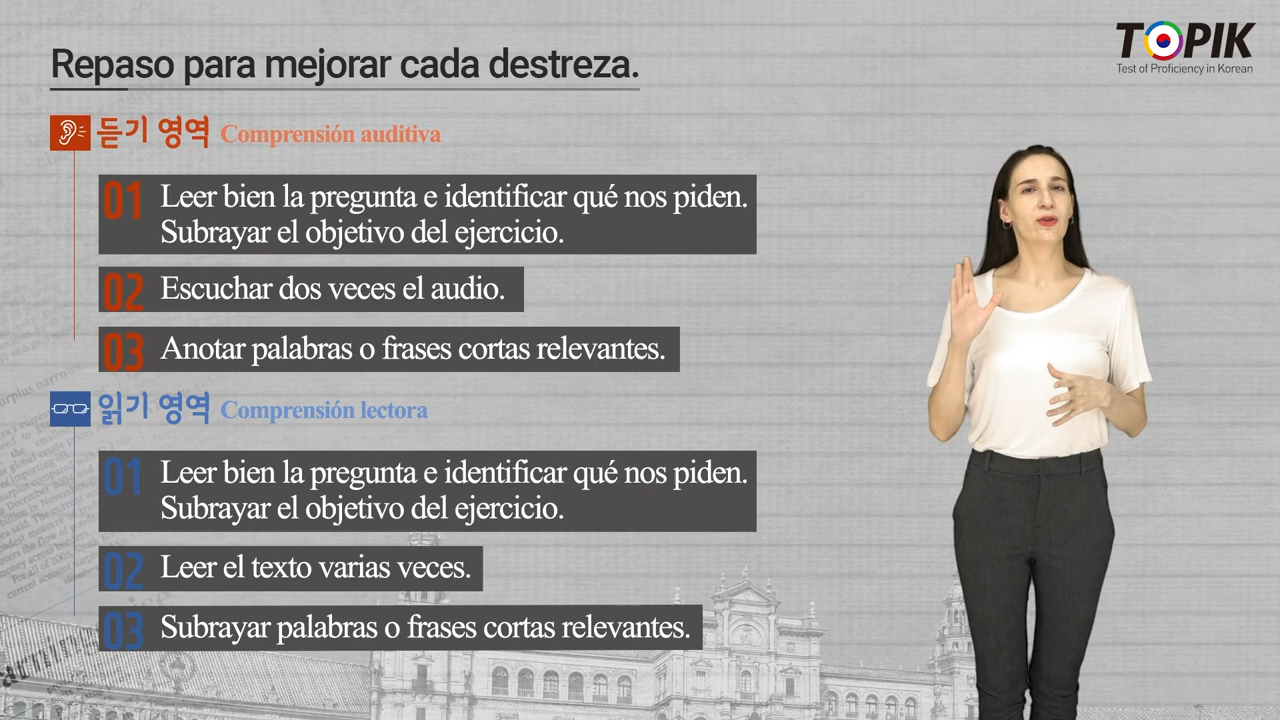 Repaso para mejorar cada destreza.
TOPIK
Test of Proficiency in Korean
듣기 영역 Comprensión auditiva
01 Leer bien la pregunta e identificar qué nos piden.
Subrayar el objetivo del ejercicio.
02 Escuchar dos veces el audio.
03 Anotar palabras o frases cortas relevantes.
읽기 영역 Comprensión lectora
01 Leer bien la pregunta e identificar qué nos piden.
Subrayar el objetivo del ejercicio.
02 Leer el texto varias veces.
03 Subrayar palabras o frases cortas relevantes.